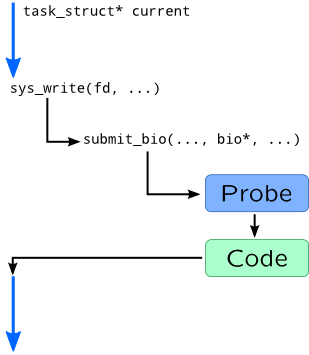 task_struct* current
sys_write(fd, ...)
submit_bio(..., bio*, ...)
Probe
Code